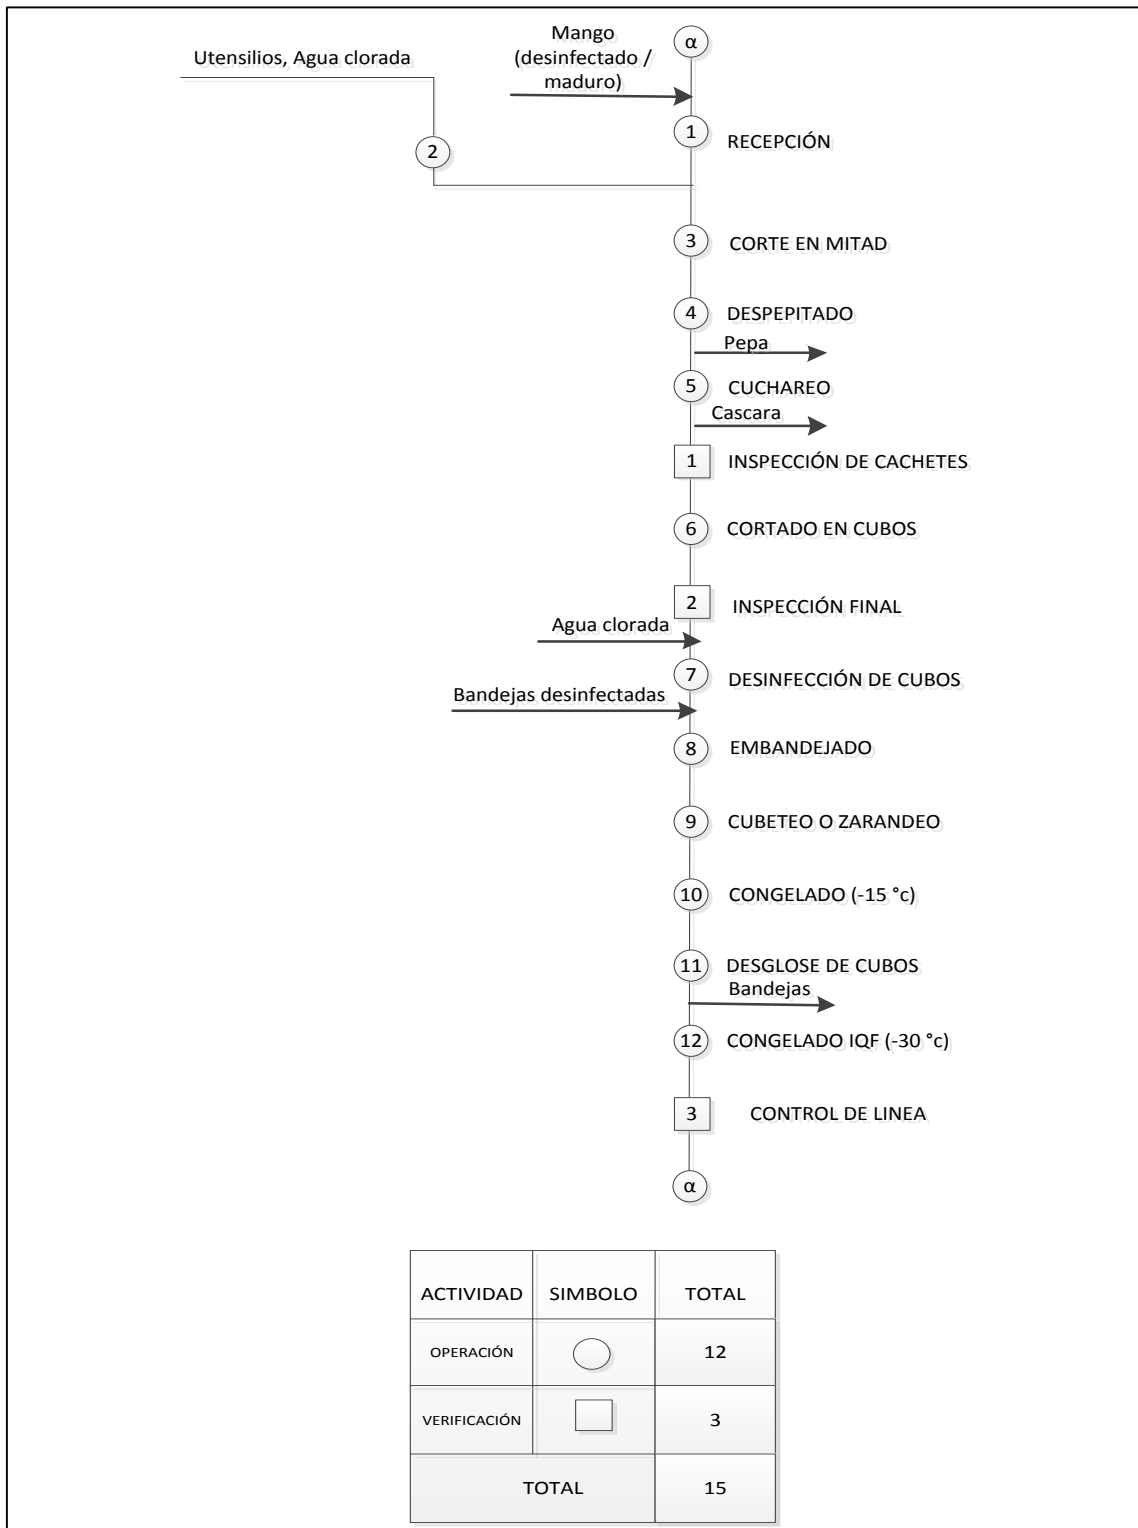 α
Mango
(desinfectado /
maduro)
Utensilios, Agua clorada
1 RECEPCIÓN
2
3 CORTE EN MITAD
4 DESPEPITADO
Pepa
5 CUCHAREO
Cascara
1 INSPECCIÓN DE CACHETES
6 CORTADO EN CUBOS
2 INSPECCIÓN FINAL
Agua clorada
7 DESINFECCIÓN DE CUBOS
Bandejas desinfectadas
8 EMBANDEJADO
9 CUBETEO O ZARANDEO
10 CONGELADO (-15 °c)
11 DESGLOSE DE CUBOS
Bandejas
12 CONGELADO IQF (-30 °c)
3 CONTROL DE LINEA
α
ACTIVIDAD SIMBOLO TOTAL
OPERACIÓN 12
VERIFICACIÓN 3
TOTAL 15